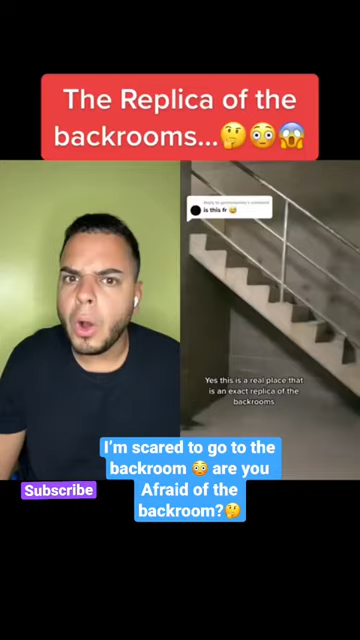 The Replica of the
backrooms...🤔😳😱
is this fr 😅
Yes this is a real place that
is an exact replica of the
backrooms
I'm scared to go to the
backroom 😳 are you
Afraid of the
backroom?🤔
Subscribe